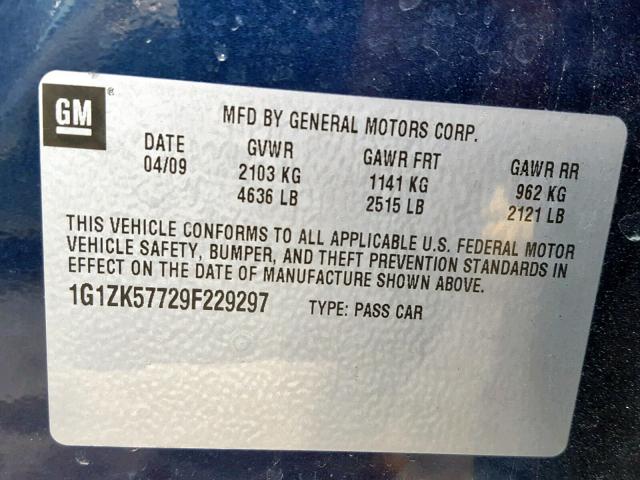 GM®
MFD BY GENERAL MOTORS CORP.
DATE GVWR GAWR FRT GAWR RR
04/09 2103 KG 1141 KG 962 KG
4636 LB 2515 LB 2121 LB
THIS VEHICLE CONFORMS TO ALL APPLICABLE U.S. FEDERAL MOTOR
VEHICLE SAFETY, BUMPER, AND THEFT PREVENTION STANDARDS IN
EFFECT ON THE DATE OF MANUFACTURE SHOWN ABOVE.
1G1ZK57729F229297 TYPE: PASS CAR